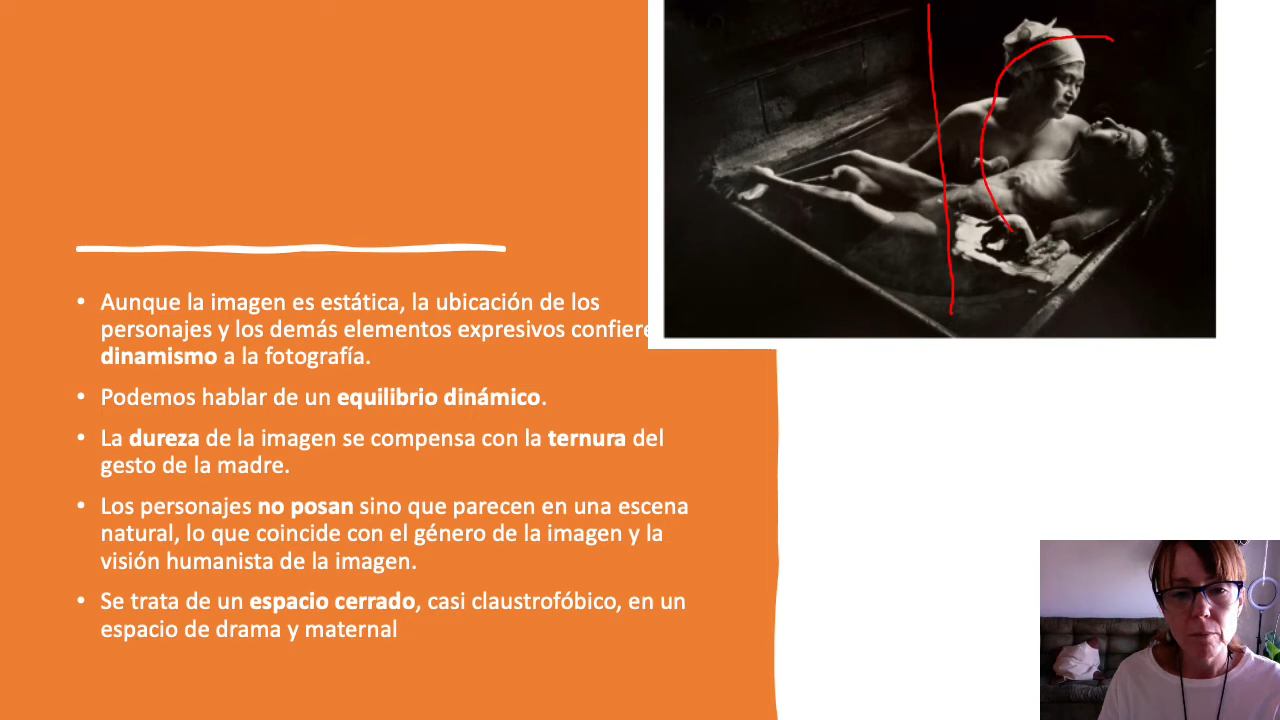 • Aunque la imagen es estática, la ubicación de los
personajes y los demás elementos expresivos confiere
dinamismo a la fotografía.
• Podemos hablar de un equilibrio dinámico.
• La dureza de la imagen se compensa con la ternura del
gesto de la madre.
• Los personajes no posan sino que parecen en una escena
natural, lo que coincide con el género de la imagen y la
visión humanista de la imagen.
• Se trata de un espacio cerrado, casi claustrofóbico, en un
espacio de drama y maternal